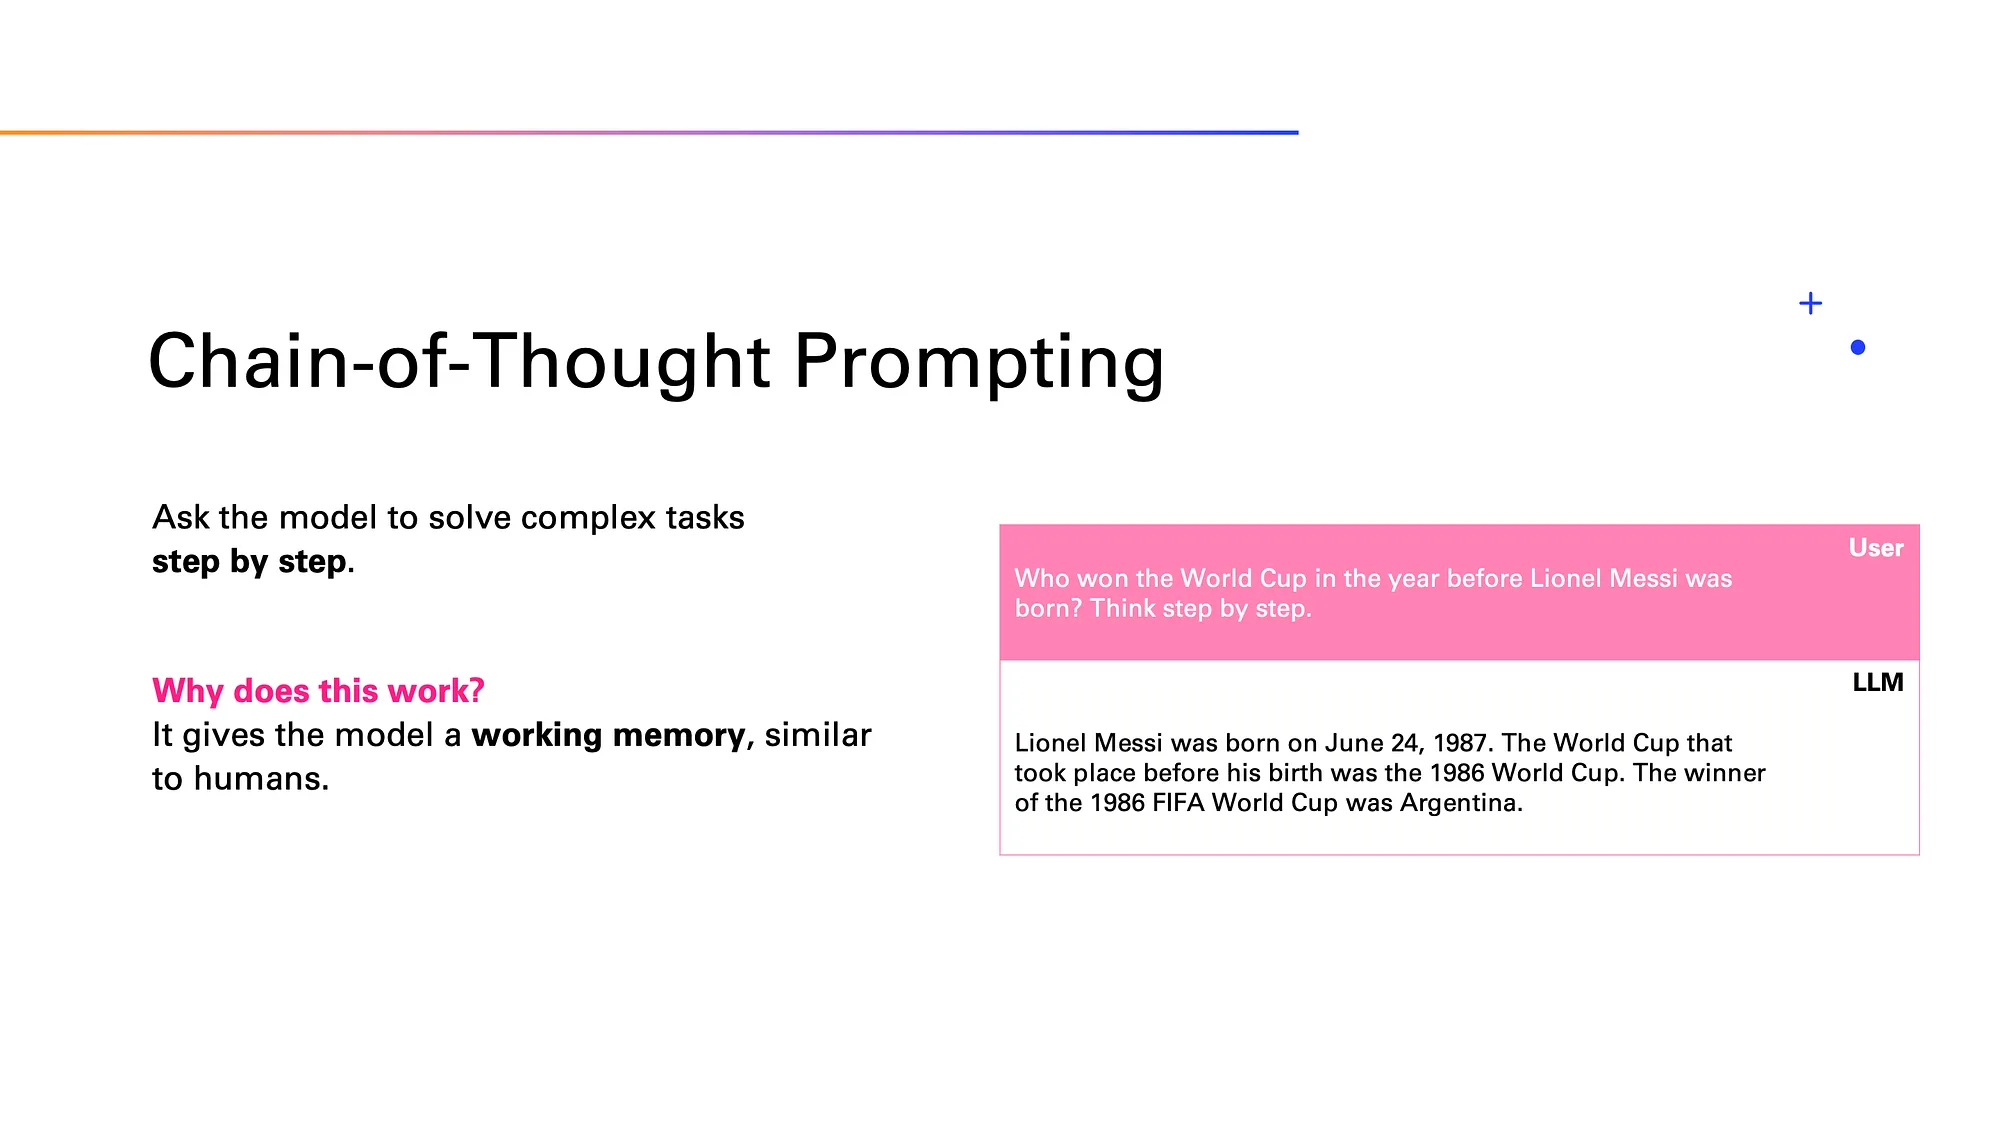 Chain-of-Thought Prompting
Ask the model to solve complex tasks
step by step.
Why does this work?
It gives the model a working memory, similar
to humans.
User
Who won the World Cup in the year before Lionel Messi was
born? Think step by step.
LLM
Lionel Messi was born on June 24, 1987. The World Cup that
took place before his birth was the 1986 World Cup. The winner
of the 1986 FIFA World Cup was Argentina.